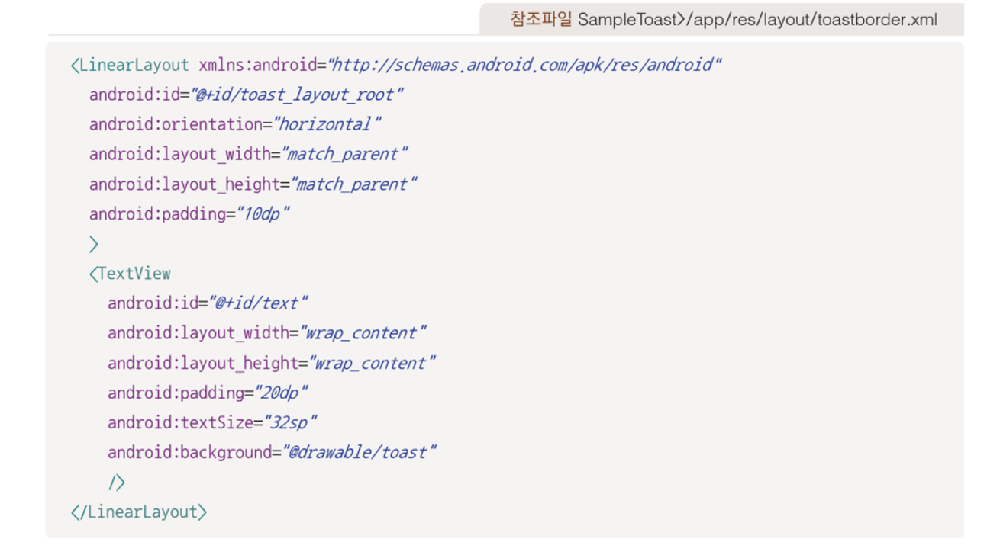 참조파일 SampleToast>/app/res/layout/toastborder.xml
<LinearLayout xmlns:android="http://schemas.android.com/apk/res/android"
android:id="@+id/toast_layout_root"
android:orientation="horizontal"
android:layout_width="match_parent"
android:layout_height="match_parent"
android:padding="10dp"
>
<TextView
android:id="@+id/text"
android:layout_width="wrap_content"
android:layout_height="wrap_content"
android:padding="20dp"
android:textSize="32sp"
android:background="@drawable/toast"
/>
</LinearLayout>